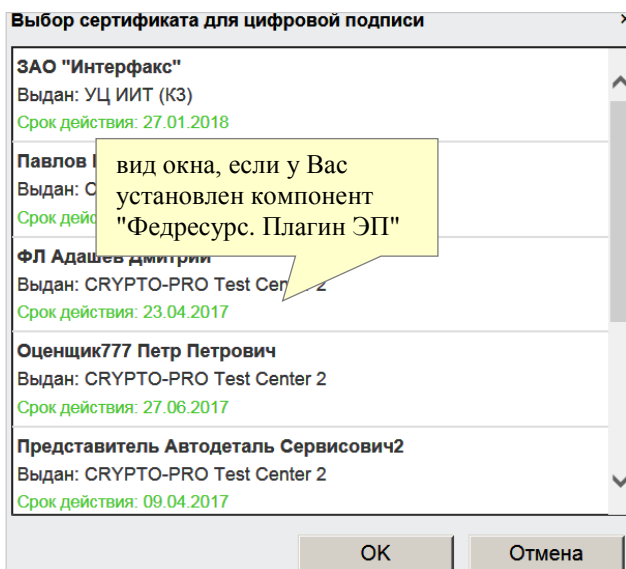 Выбор сертификата для цифровой подписи
ЗАО "Интерфакс"
Выдан: УЦ ИИТ (К3)
Срок действия: 27.01.2018
Павлов
Выдан:
Срок
вид окна, если у Вас
установлен компонент
"Федресурс. Плагин ЭП"
ФЛ Адашев Дмитрий
Выдан: CRYPTO-PRO Test Center 2
Срок действия: 23.04.2017
Оценщик777 Петр Петрович
Выдан: CRYPTO-PRO Test Center 2
Срок действия: 27.06.2017
Представитель Автодеталь Сервисович2
Выдан: CRYPTO-PRO Test Center 2
Срок действия: 09.04.2017
OK Отмена